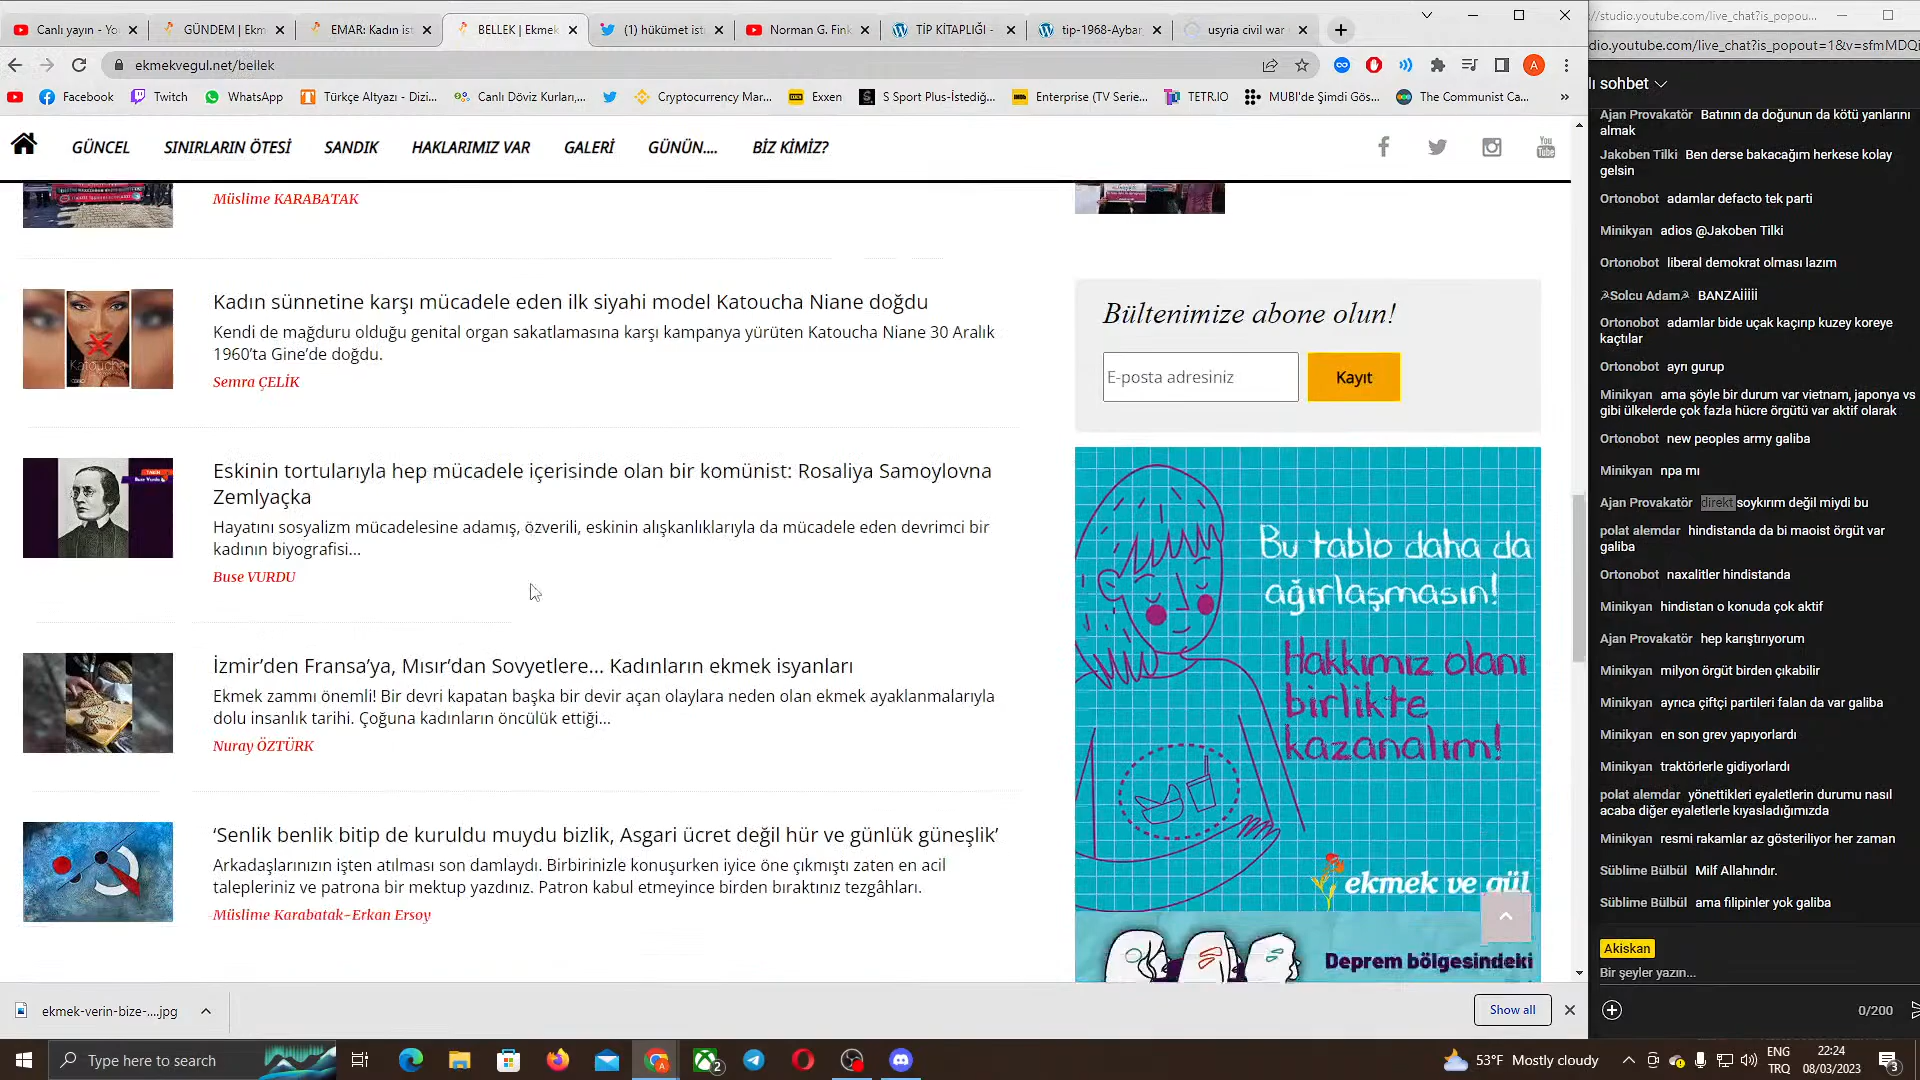 Canlı yayın - Yo
GÜNDEM | Ekm
EMAR: Kadın ist
BELLEK | Ekmek
(1) hükümet isti
Norman G. Fink
TİP KİTAPLIĞI -
tip-1968-Aybar
usyria civil war
//studio.youtube.com/live_chat?is_popou...
ekmekvegul.net/bellek
dio.youtube.com/live_chat?is_popout=1&v=sfmMDQi
Facebook
Twitch
WhatsApp
Türkçe Altyazı - Dizi...
Canlı Döviz Kurları,...
Cryptocurrency Mar...
Exxen
S Sport Plus-İstediğ...
Enterprise (TV Serie...
TETR.IO
MUBI'de Şimdi Gös...
The Communist Ca...
GÜNCEL
SINIRLARIN ÖTESİ
SANDIK
HAKLARIMIZ VAR
GALERİ
GÜNÜN....
BİZ KİMİZ?
You Tube
Müslime KARABATAK
Kadın sünnetine karşı mücadele eden ilk siyahi model Katoucha Niane doğdu
Kendi de mağduru olduğu genital organ sakatlamasına karşı kampanya yürüten Katoucha Niane 30 Aralık
1960'ta Gine'de doğdu.
Semra ÇELİK
Katoucha
Eskinin tortularıyla hep mücadele içerisinde olan bir komünist: Rosaliya Samoylovna
Zemlyaçka
Hayatını sosyalizm mücadelesine adamış, özverili, eskinin alışkanlıklarıyla da mücadele eden devrimci bir
kadının biyografisi...
Buse VURDU
İzmir'den Fransa'ya, Mısır'dan Sovyetlere... Kadınların ekmek isyanları
Ekmek zammı önemli! Bir devri kapatan başka bir devir açan olaylara neden olan ekmek ayaklanmalarıyla
dolu insanlık tarihi. Çoğuna kadınların öncülük ettiği...
Nuray ÖZTÜRK
'Senlik benlik bitip de kuruldu muydu bizlik, Asgari ücret değil hür ve günlük güneşlik'
Arkadaşlarınızın işten atılması son damlaydı. Birbirinizle konuşurken iyice öne çıkmıştı zaten en acil
talepleriniz ve patrona bir mektup yazdınız. Patron kabul etmeyince birden bıraktınız tezgâhları.
Müslime Karabatak-Erkan Ersoy
Bültenimize abone olun!
E-posta adresiniz
Kayıt
Bu tablo daha da
ağırlaşmasın!
Hakkımız olanı
birlikte
kazanalım!
ekmek ve gül
Deprem bölgesindeki
lı sohbet
Ajan Provakatör Batının da doğunun da kötü yanlarını
almak
Jakoben Tilki Ben derse bakacağım herkese kolay
gelsin
Ortonobot adamlar defacto tek parti
Minikyan adios @Jakoben Tilki
Ortonobot liberal demokrat olması lazım
☭Solcu Adam☭ BANZAİİİİİ
Ortonobot adamlar bide uçak kaçırıp kuzey koreye
kaçtılar
Ortonobot ayrı gurup
Minikyan ama şöyle bir durum var vietnam, japonya vs
gibi ülkelerde çok fazla hücre örgütü var aktif olarak
Ortonobot new peoples army galiba
Minikyan npa mı
Ajan Provakatör direkt soykırım değil miydi bu
polat alemdar hindistanda da bi maoist örgüt var
galiba
Ortonobot naxalitler hindistanda
Minikyan hindistan o konuda çok aktif
Ajan Provakatör hep karıştırıyorum
Minikyan milyon örgüt birden çıkabilir
Minikyan ayrıca çiftçi partileri falan da var galiba
Minikyan en son grev yapıyorlardı
Minikyan traktörlerle gidiyorlardı
polat alemdar yönettikleri eyaletlerin durumu nasıl
acaba diğer eyaletlerle kıyasladığımızda
Minikyan resmi rakamlar az gösteriliyor her zaman
Süblime Bülbül Milf Allahındır.
Süblime Bülbül ama filipinler yok galiba
Akiskan
Bir şeyler yazın...
0/200
ekmek-verin-bize-....jpg
Show all
Type here to search
53°F Mostly cloudy
ENG
TRQ
22:24
08/03/2023